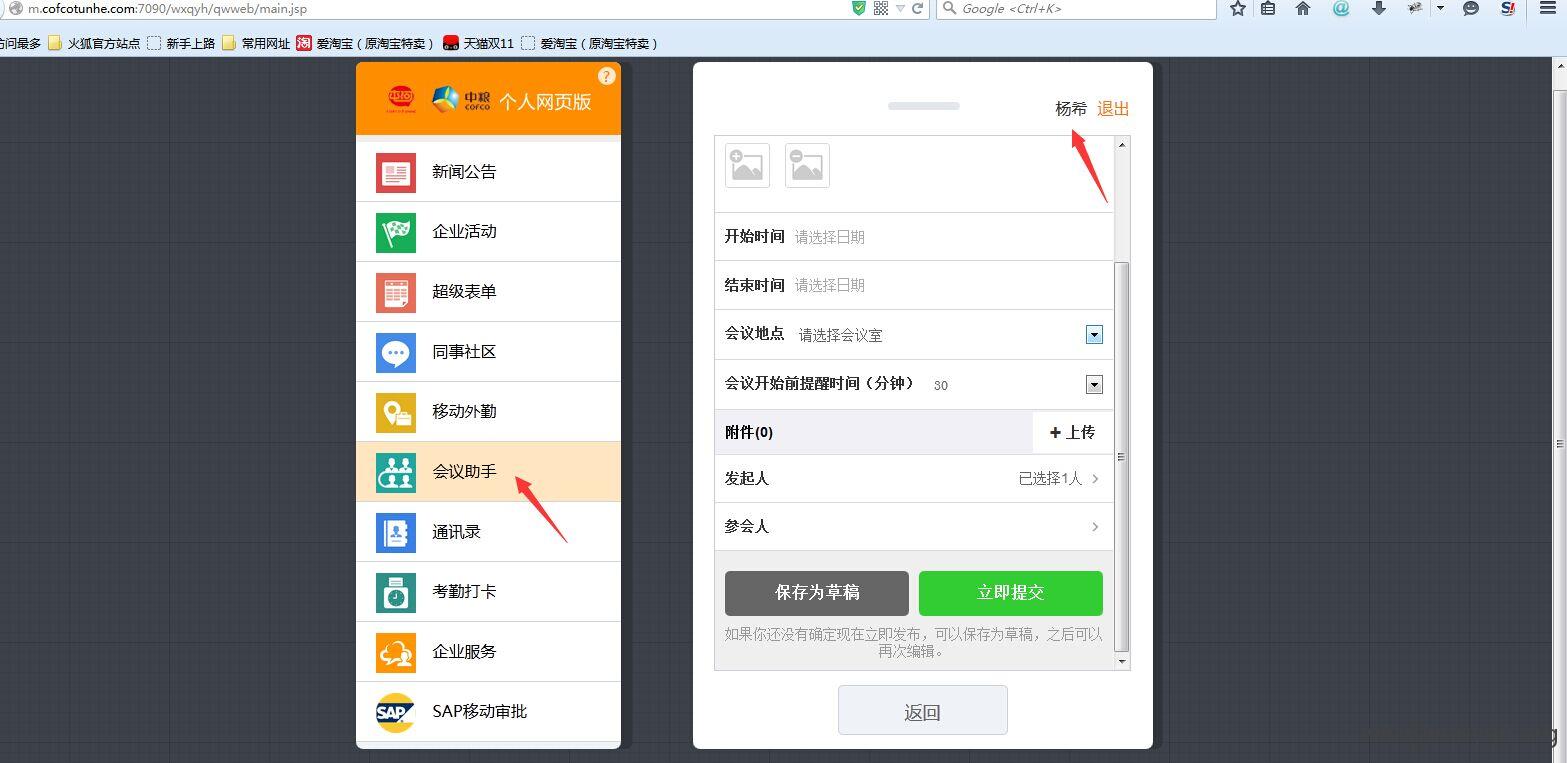 m.cofcotunhe.com:7090/wxqyh/qwweb/main.jsp
Google <Ctrl+K>
访问最多 火狐官方站点 新手上路 常用网址 淘 爱淘宝（原淘宝特卖） 天猫双11 爱淘宝（原淘宝特卖）
中粮
COFCO
个人网页版
?
新闻公告
企业活动
超级表单
同事社区
移动外勤
会议助手
通讯录
考勤打卡
企业服务
SAP SAP移动审批
杨希 退出
开始时间 请选择日期
结束时间 请选择日期
会议地点 请选择会议室
会议开始前提醒时间（分钟） 30
附件(0) + 上传
发起人 已选择1人 >
参会人 >
保存为草稿 立即提交
如果你还没有确定现在立即发布，可以保存为草稿，之后可以
再次编辑。
返回